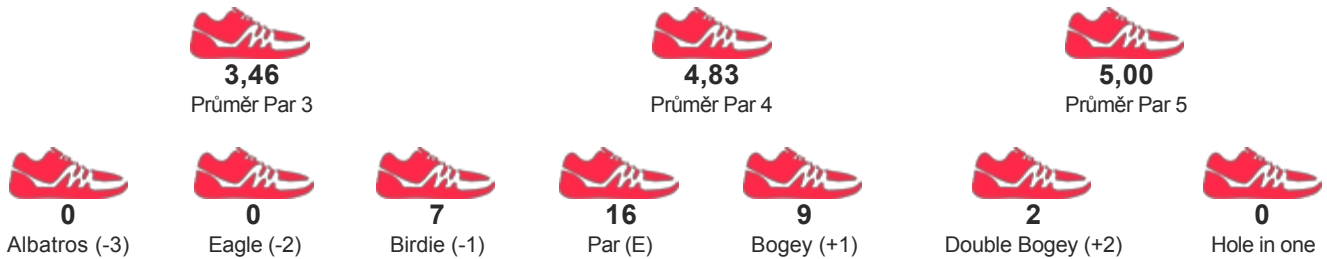 3,46 4,83 5,00
Průměr Par 3 Průměr Par 4 Průměr Par 5
0 0 7 16 9 2 0
Albatros (-3) Eagle (-2) Birdie (-1) Par (E) Bogey (+1) Double Bogey (+2) Hole in one